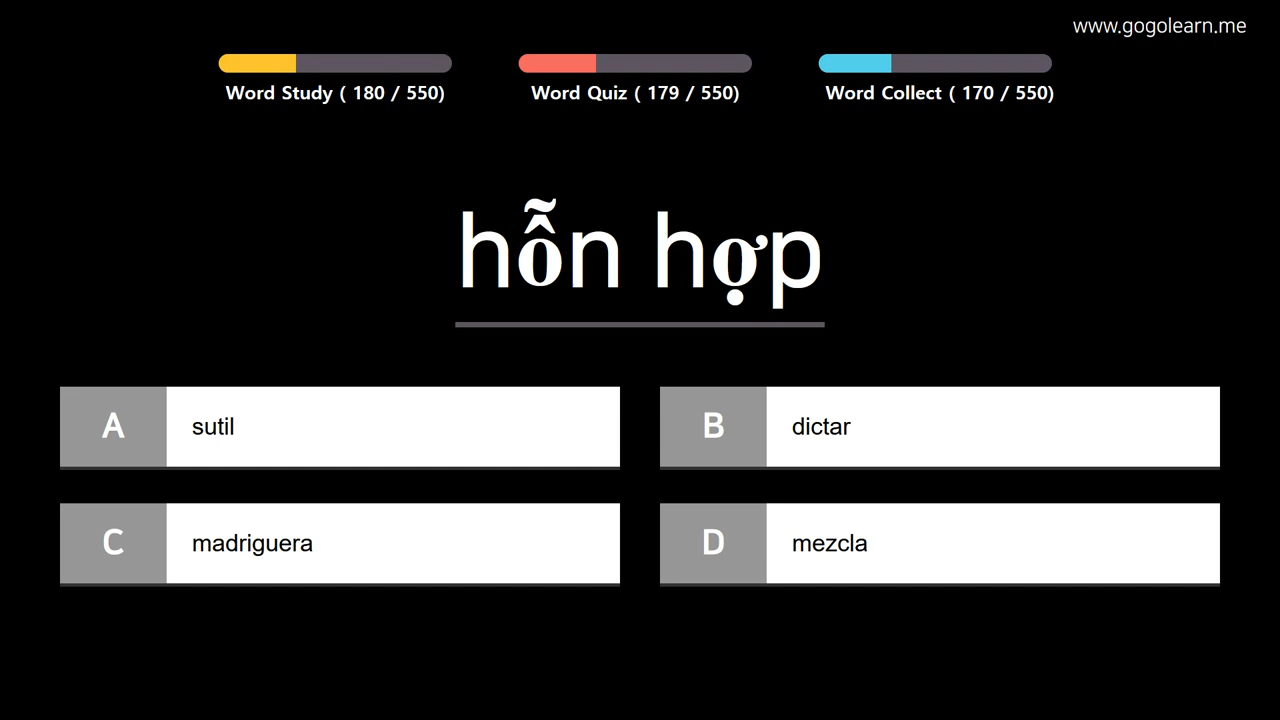 www.gogolearn.me
Word Study ( 180 / 550)
Word Quiz ( 179 / 550)
Word Collect ( 170 / 550)
hỗn hợp
A sutil
B dictar
C madriguera
D mezcla